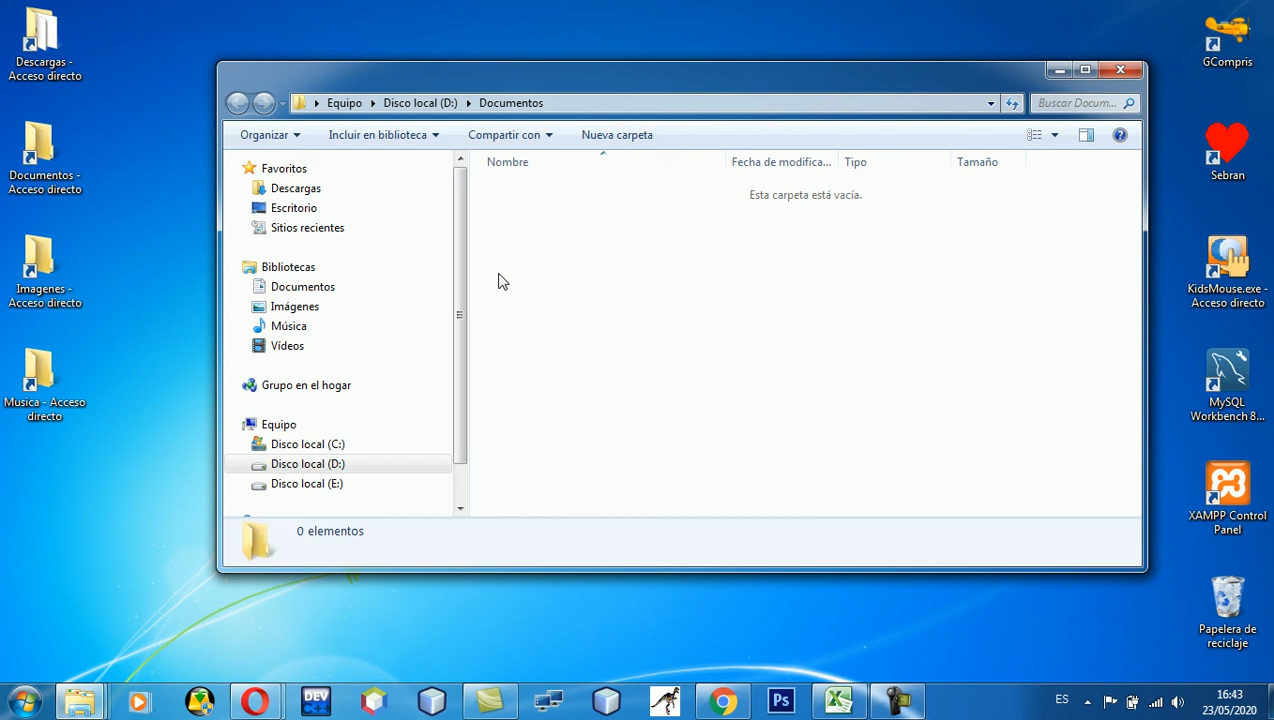 Descargas -
Acceso directo
Documentos -
Acceso directo
Imagenes -
Acceso directo
Musica - Acceso
directo
Equipo
Disco local (D:)
Documentos
Buscar Docum...
Organizar
Incluir en biblioteca
Compartir con
Nueva carpeta
Favoritos
Descargas
Escritorio
Sitios recientes
Bibliotecas
Documentos
Imágenes
Música
Vídeos
Grupo en el hogar
Equipo
Disco local (C:)
Disco local (D:)
Disco local (E:)
Nombre
Fecha de modifica...
Tipo
Tamaño
Esta carpeta está vacía.
0 elementos
GCompris
Sebran
KidsMouse.exe -
Acceso directo
MySQL
Workbench 8...
XAMPP Control
Panel
Papelera de
reciclaje
DEV
C++
Ps
ES
16:43
23/05/2020